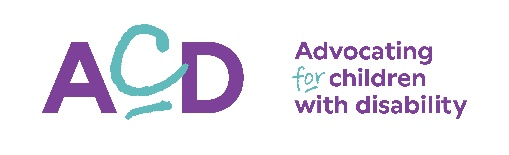 ACD
Advocating
for children
with disability